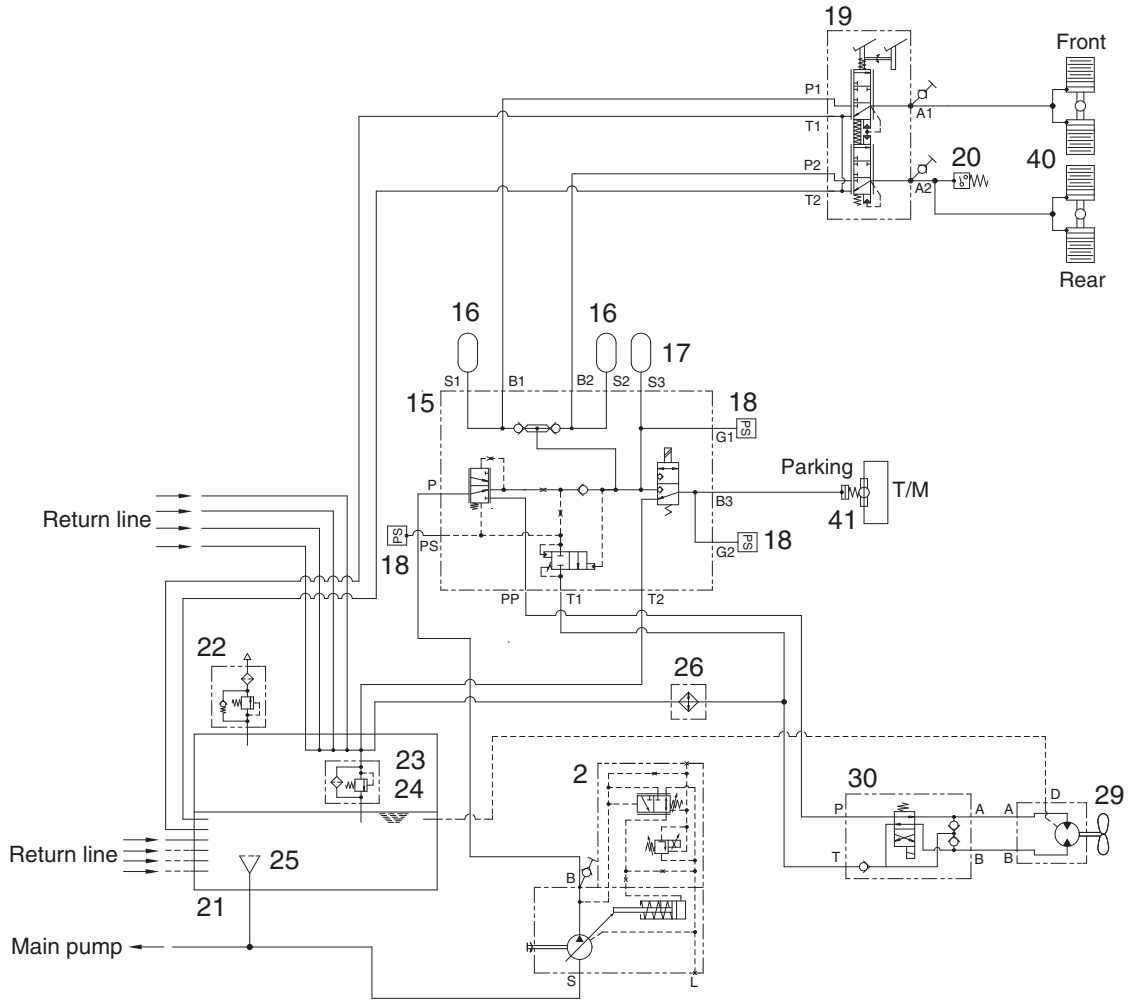 19
Front
P1
T1
A1
20
40
P2
A2
T2
Rear
16
16
17
S1
B1
B2
S2
S3
15
18
PS
G1
P
Parking
T/M
B3
41
Return line
PS
PS
18
PS
18
G2
PP
T1
T2
22
26
23
24
2
30
P
A
A
D
29
T
B
B
Return line
25
B
21
Main pump
S
L